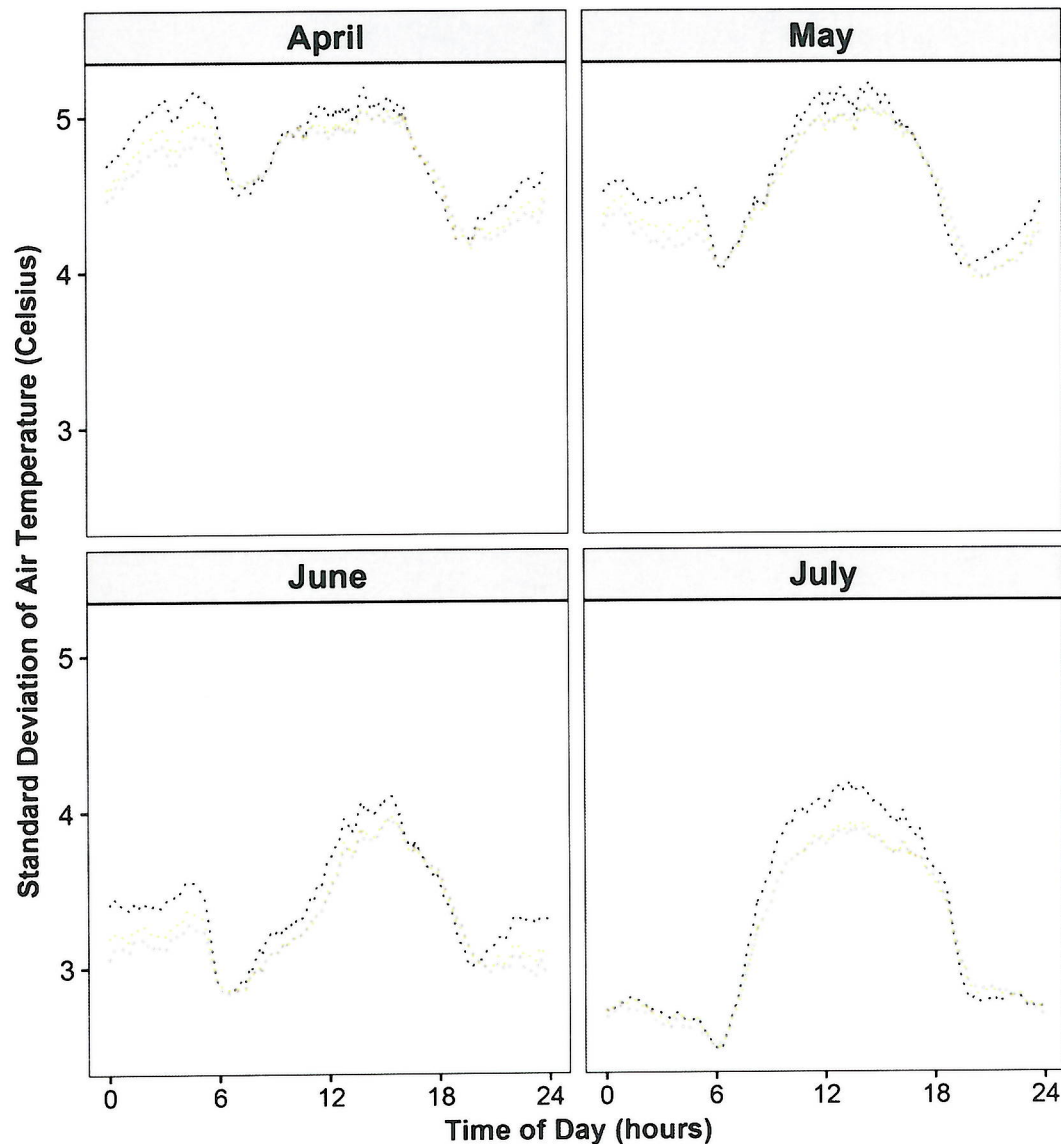 April
May
5
4
3
June
July
5
4
3
0 6 12 18 24
0 6 12 18 24
Time of Day (hours)
Standard Deviation of Air Temperature (Celsius)